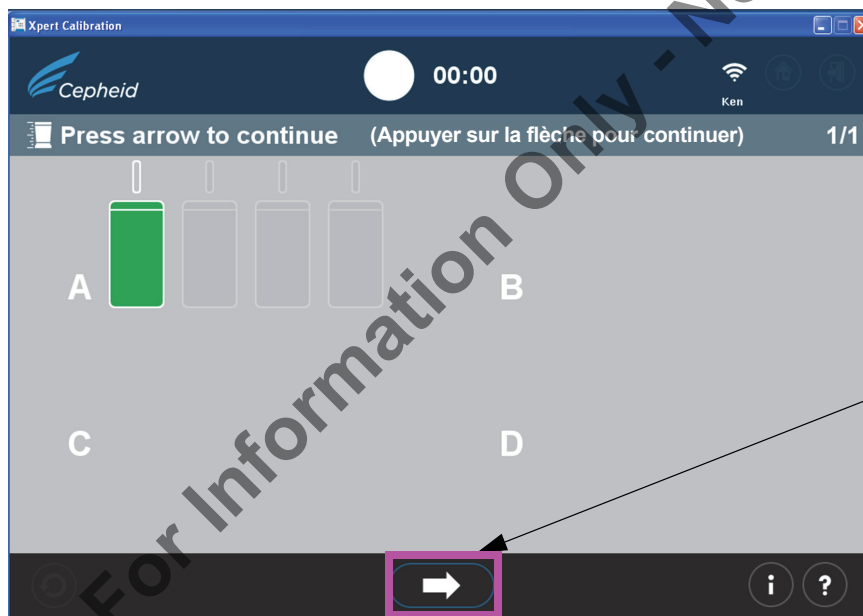 Xpert Calibration
Cepheid
00:00
Ken
Press arrow to continue (Appuyer sur la flèche pour continuer) 1/1
A
B
C
D
i
?
For Information Only - No